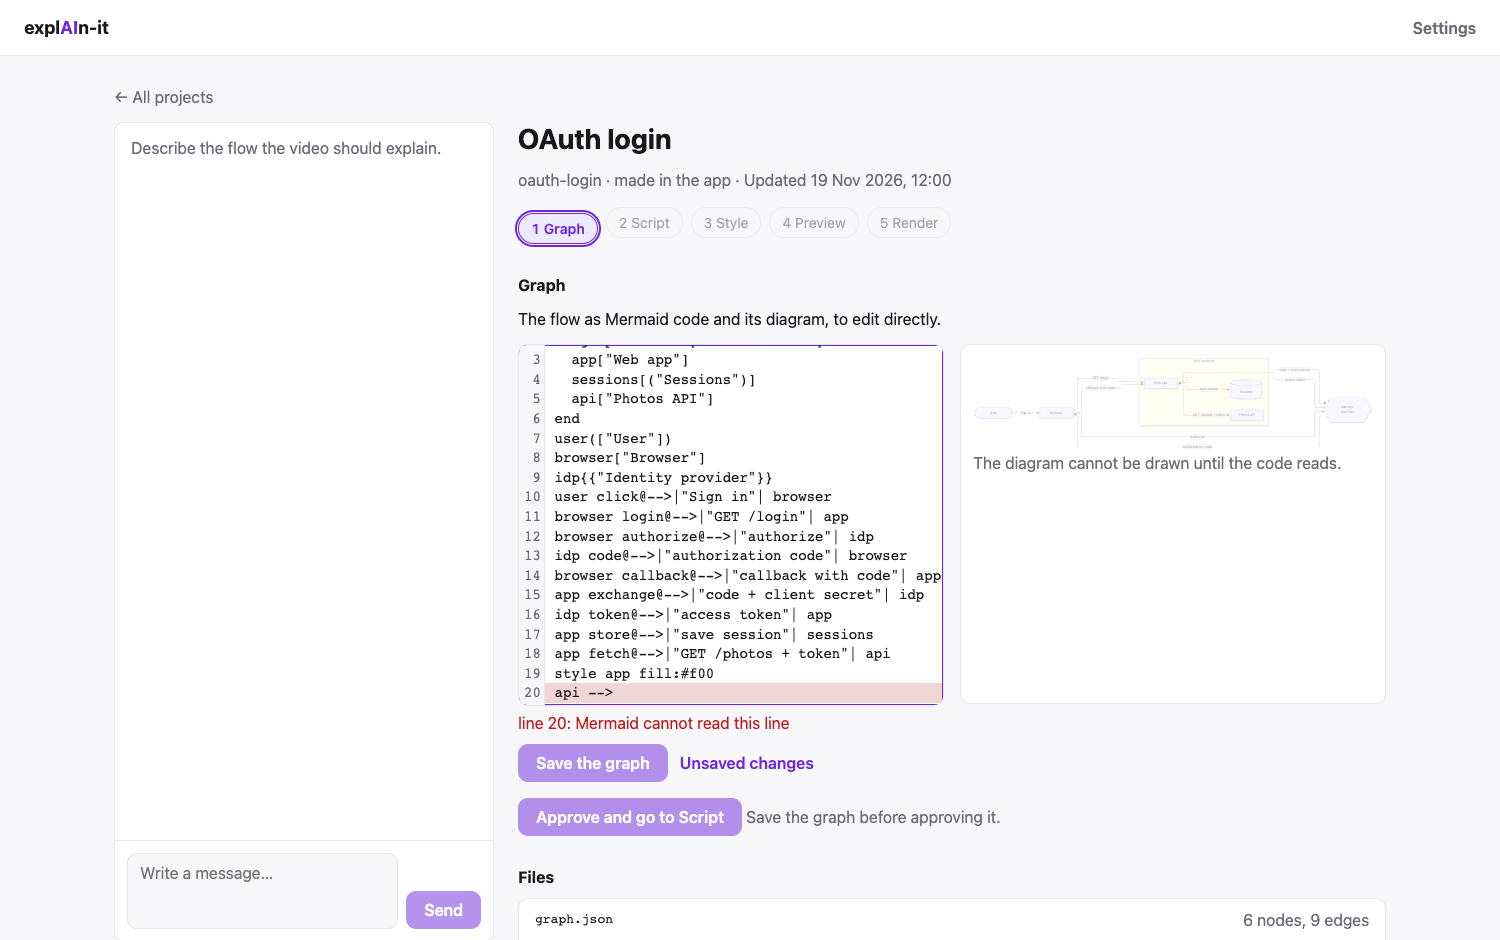 explAIn-it
Settings
← All projects
Describe the flow the video should explain.
Write a message...
Send
OAuth login
oauth-login · made in the app · Updated 19 Nov 2026, 12:00
1 Graph
2 Script
3 Style
4 Preview
5 Render
Graph
The flow as Mermaid code and its diagram, to edit directly.
3 app["Web app"]
4 sessions[("Sessions")]
5 api["Photos API"]
6 end
7 user(["User"])
8 browser["Browser"]
9 idp{{"Identity provider"}}
10 user click@-->|"Sign in"| browser
11 browser login@-->|"GET /login"| app
12 browser authorize@-->|"authorize"| idp
13 idp code@-->|"authorization code"| browser
14 browser callback@-->|"callback with code"| app
15 app exchange@-->|"code + client secret"| idp
16 idp token@-->|"access token"| app
17 app store@-->|"save session"| sessions
18 app fetch@-->|"GET /photos + token"| api
19 style app fill:#f00
20 api -->
The diagram cannot be drawn until the code reads.
line 20: Mermaid cannot read this line
Save the graph
Unsaved changes
Approve and go to Script
Save the graph before approving it.
Files
graph.json
6 nodes, 9 edges